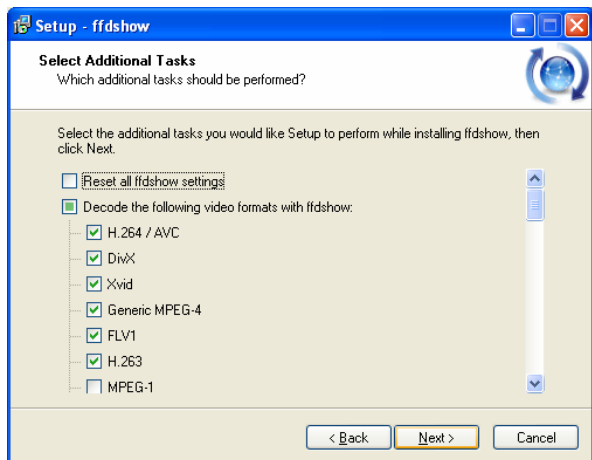 Setup - ffdshow
Select Additional Tasks
Which additional tasks should be performed?
Select the additional tasks you would like Setup to perform while installing ffdshow, then
click Next.
Reset all ffdshow settings
Decode the following video formats with ffdshow:
H.264 / AVC
DivX
Xvid
Generic MPEG-4
FLV1
H.263
MPEG-1
< Back
Next >
Cancel